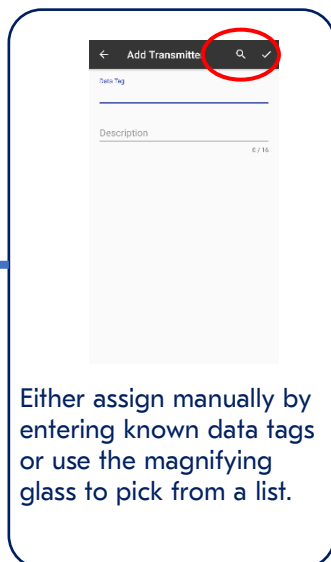 Add Transmitte
Data Tag
Description
0 / 16
Either assign manually by
entering known data tags
or use the magnifying
glass to pick from a list.